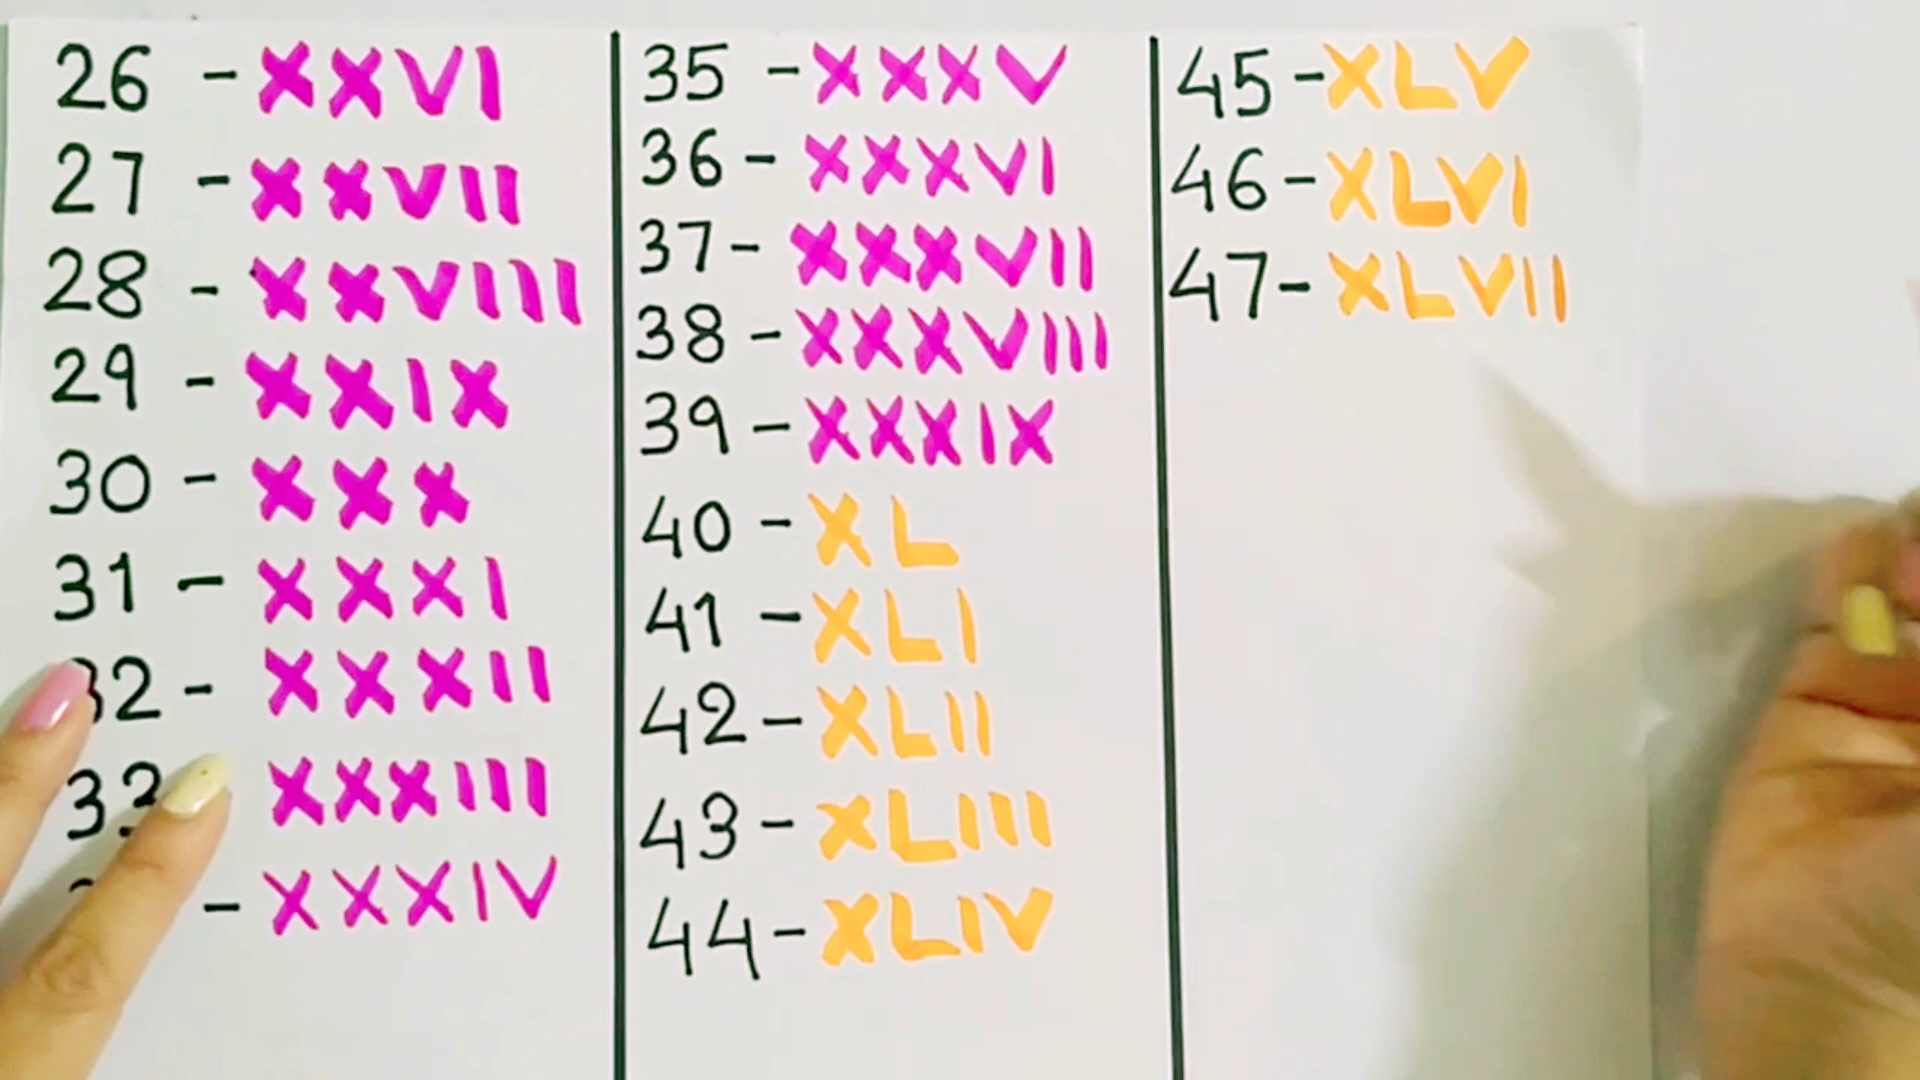 26 - XXVI
27 - XXVII
28 - XXVIII
29 - XXIX
30 - XXX
31 - XXXI
32 - XXXII
33 XXXIII
- XXXIV
35 - XXXV
36 - XXXVI
37 - XXXVII
38 - XXXVIII
39 - XXXIX
40 - XL
41 - XLI
42 - XLII
43 - XLIII
44 - XLIV
45 - XLV
46 - XLVI
47 - XLVII